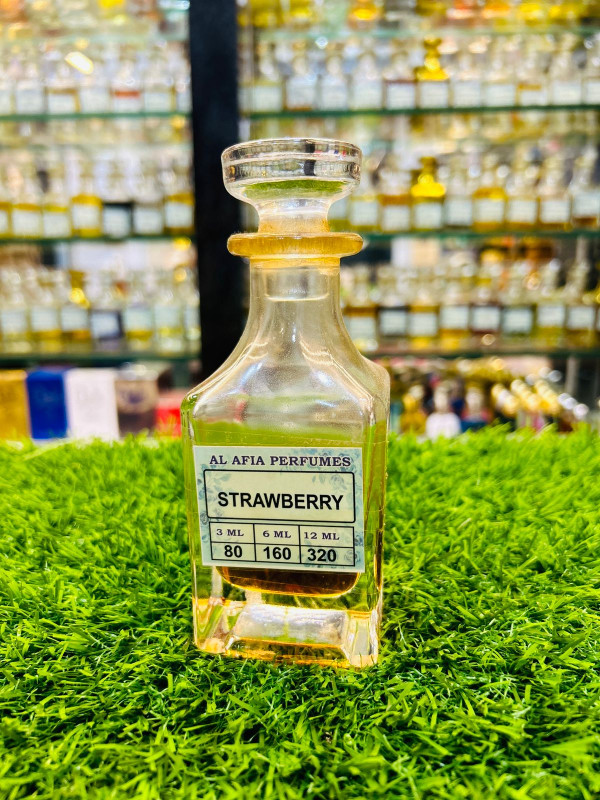 AL AFIA PERFUMES
STRAWBERRY
3 ML 6 ML 12 ML
80 160 320